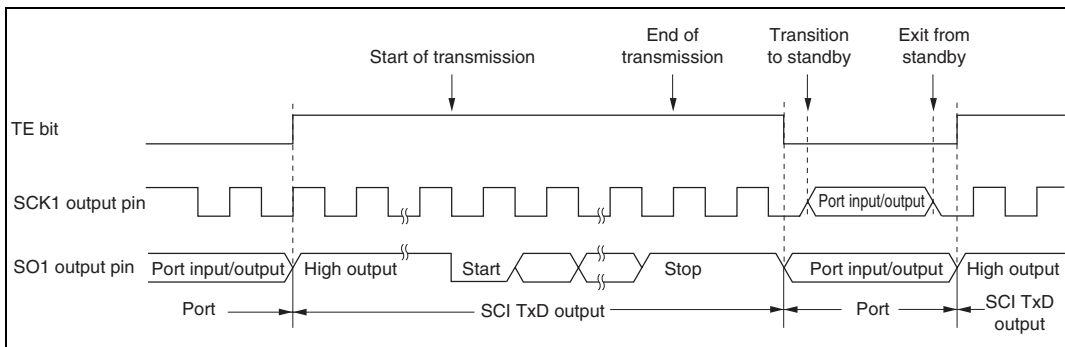 Start of transmission
End of
transmission
Transition
to standby
Exit from
standby
TE bit
SCK1 output pin
Port input/output
SO1 output pin
Port input/output
High output
Start
Stop
Port input/output
High output
Port
SCI TxD output
Port
SCI TxD
output